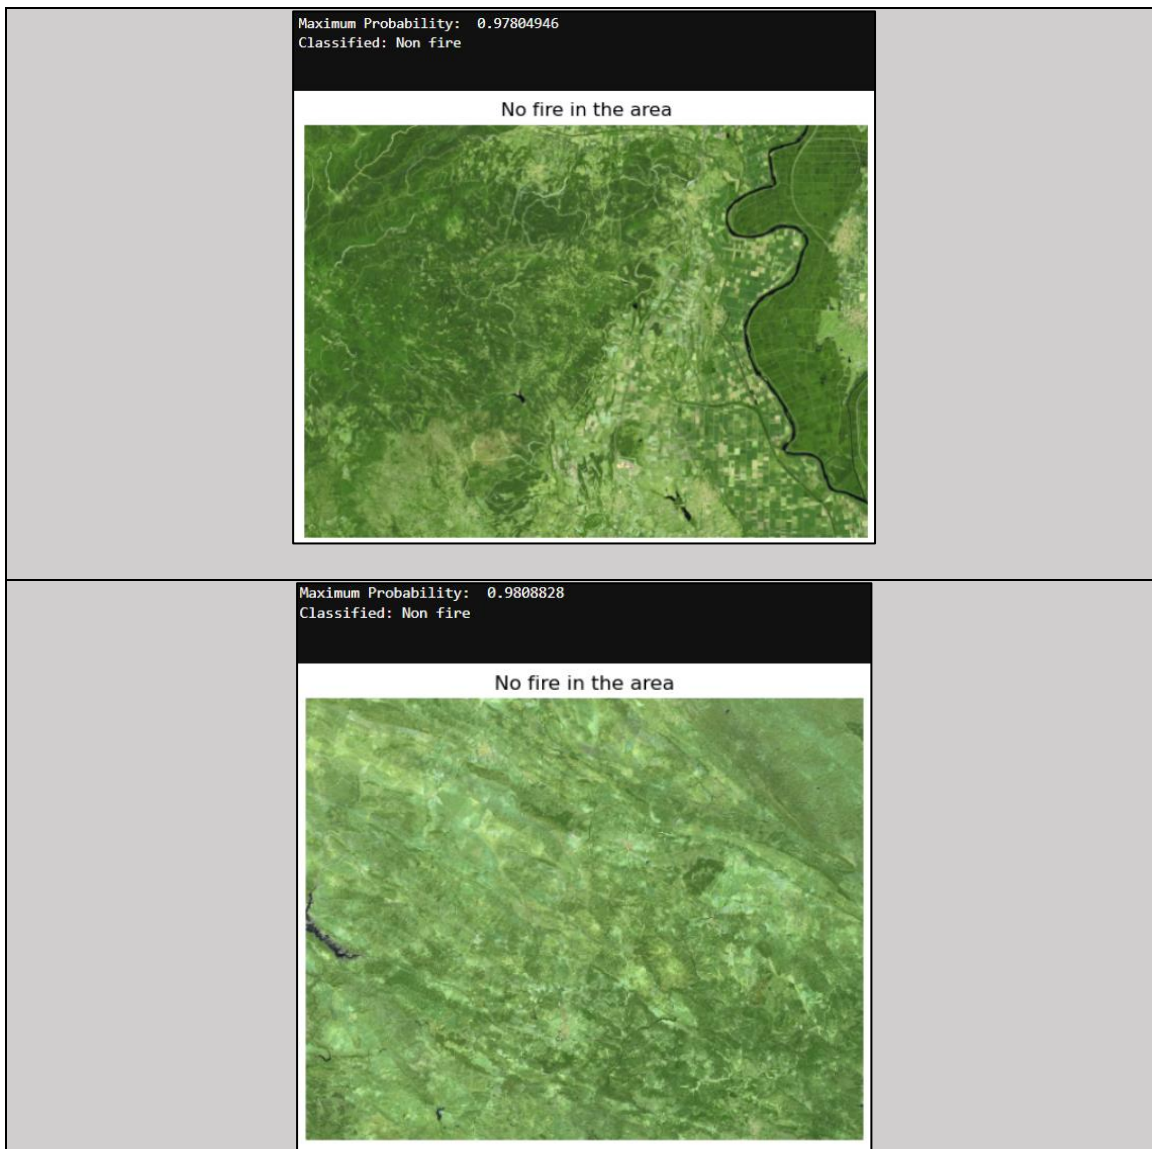 Maximum Probability:  0.97804946
Classified: Non fire
No fire in the area
Maximum Probability:  0.9808828
Classified: Non fire
No fire in the area